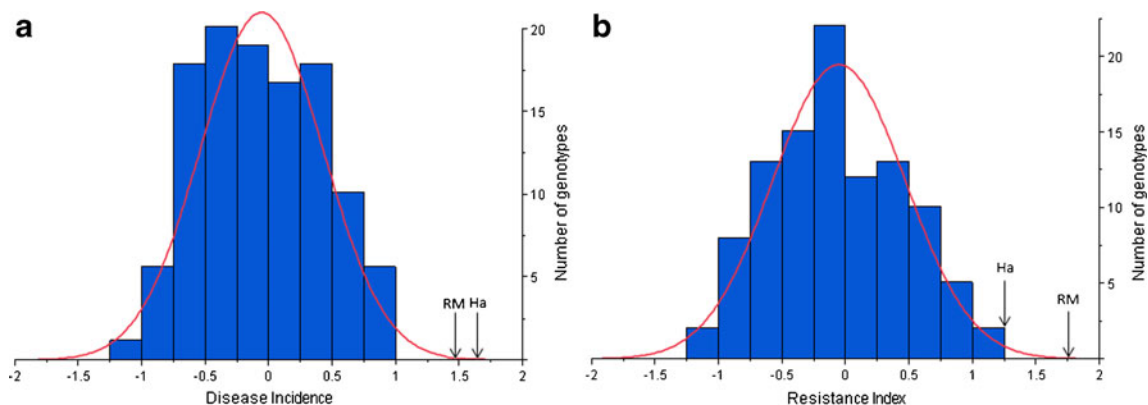 a
20
15
10
5
Number of genotypes
RM Ha
-2 -1.5 -1 -0.5 0 0.5 1 1.5 2
Disease Incidence
b
20
15
10
5
Number of genotypes
Ha
RM
-2 -1.5 -1 -0.5 0 0.5 1 1.5 2
Resistance Index